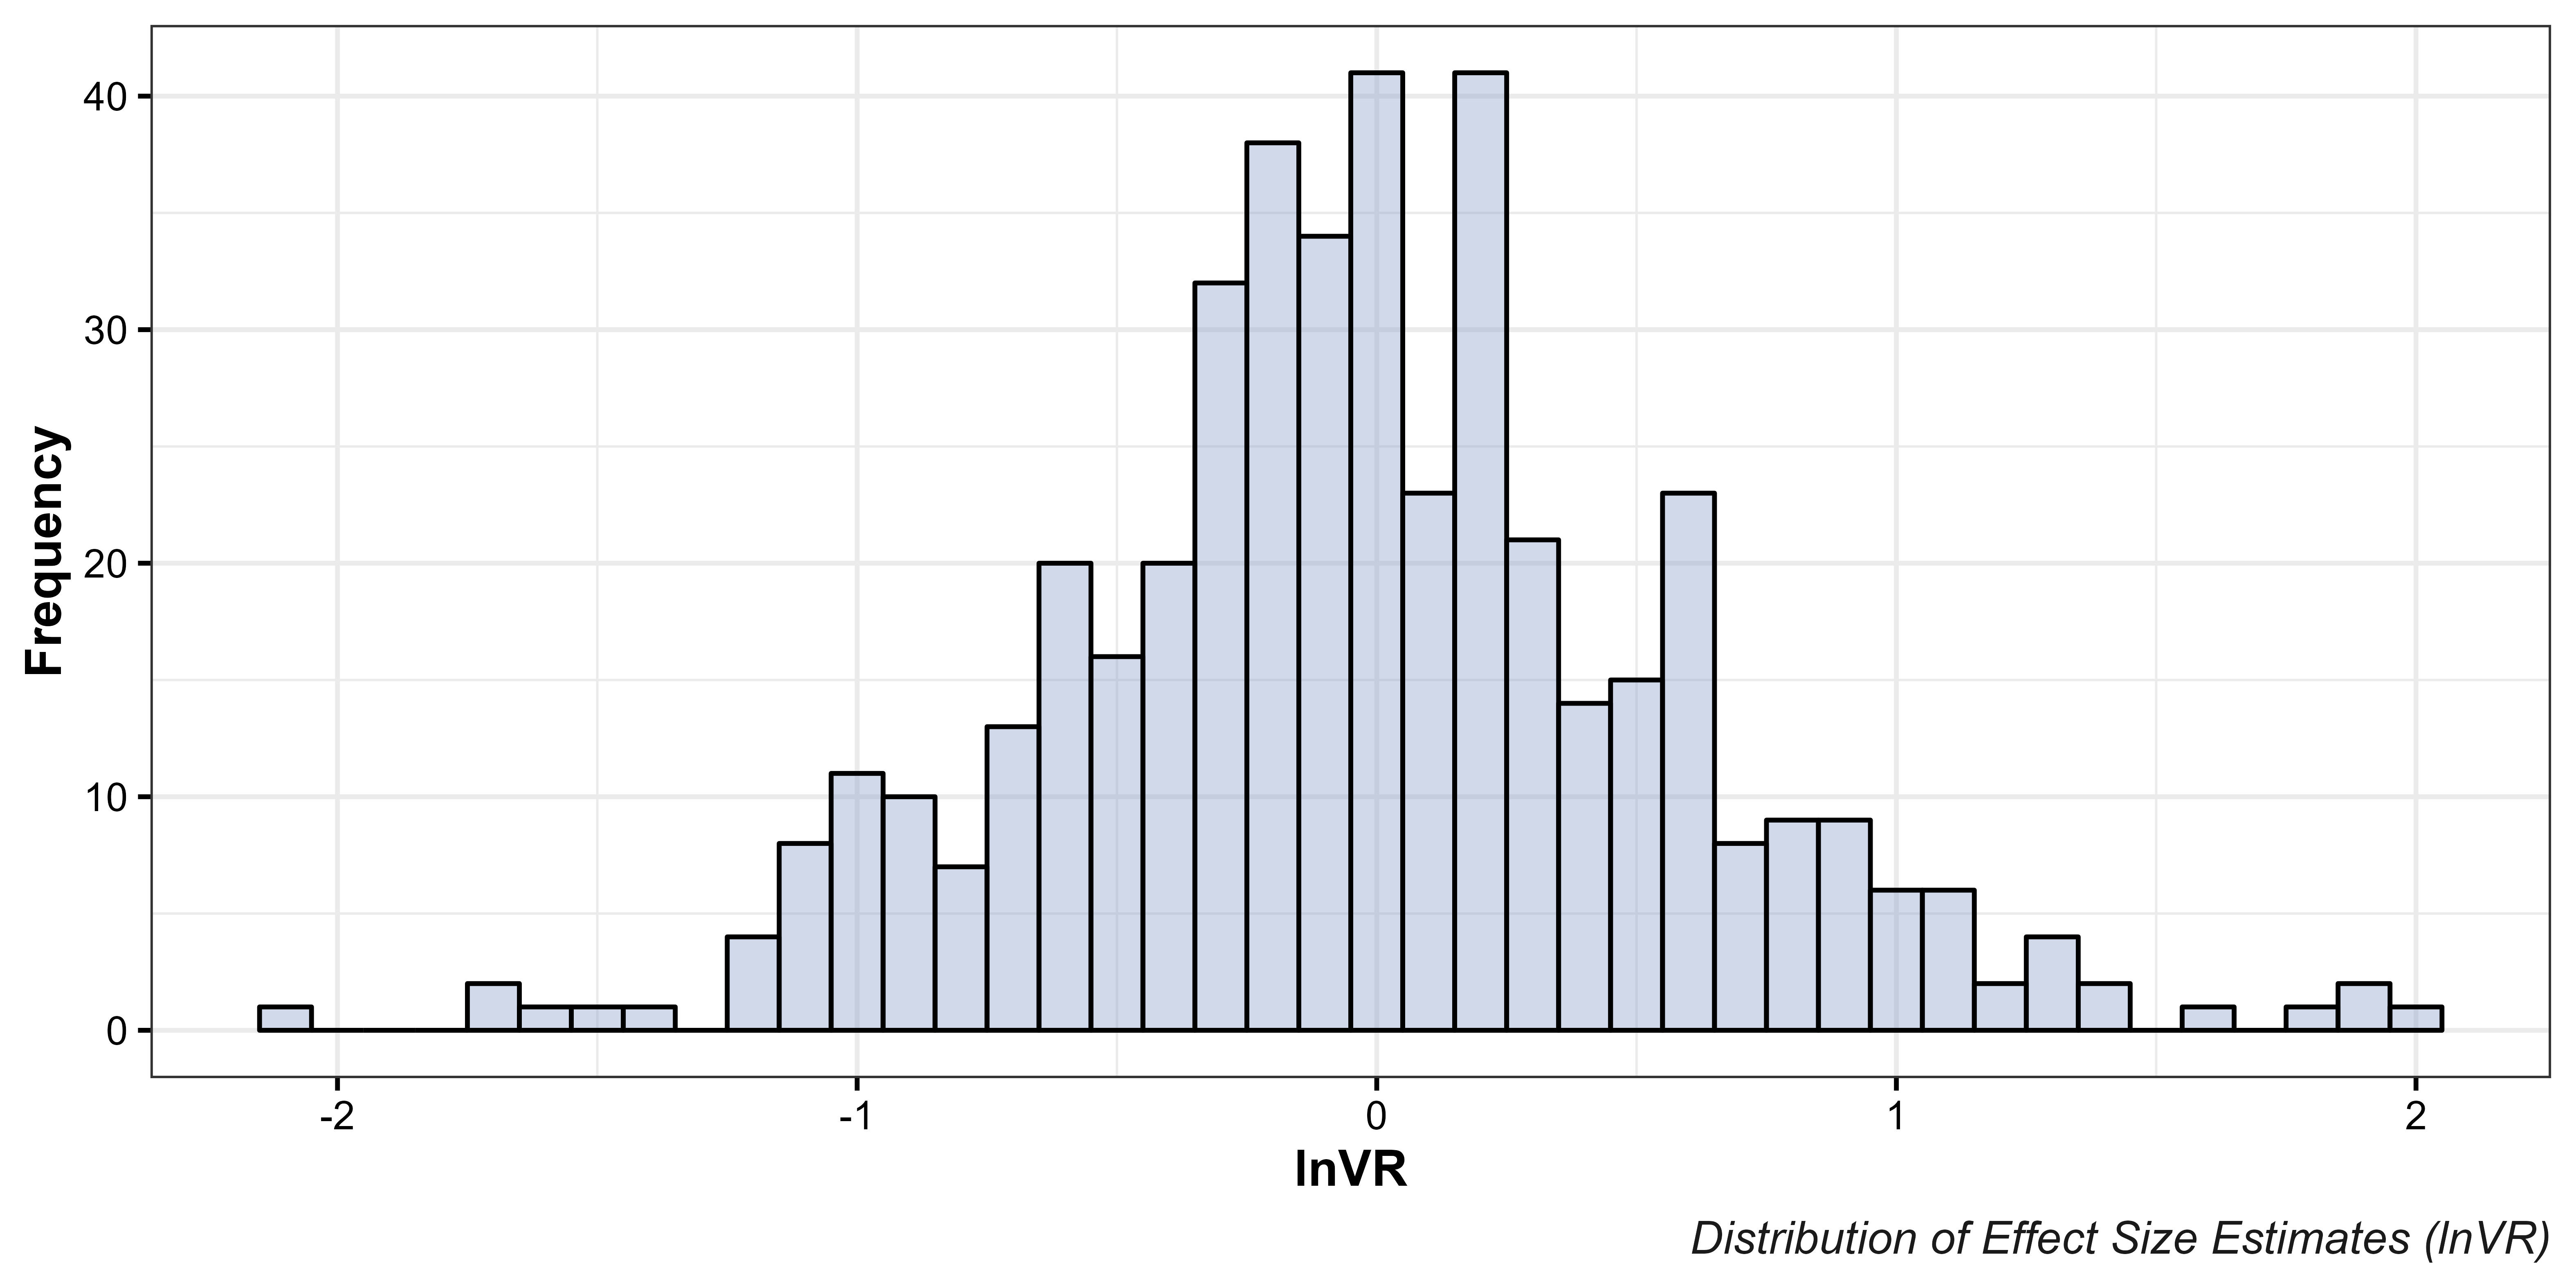 40
30
20
10
0
Frequency
-2 -1 0 1 2
lnVR
Distribution of Effect Size Estimates (lnVR)